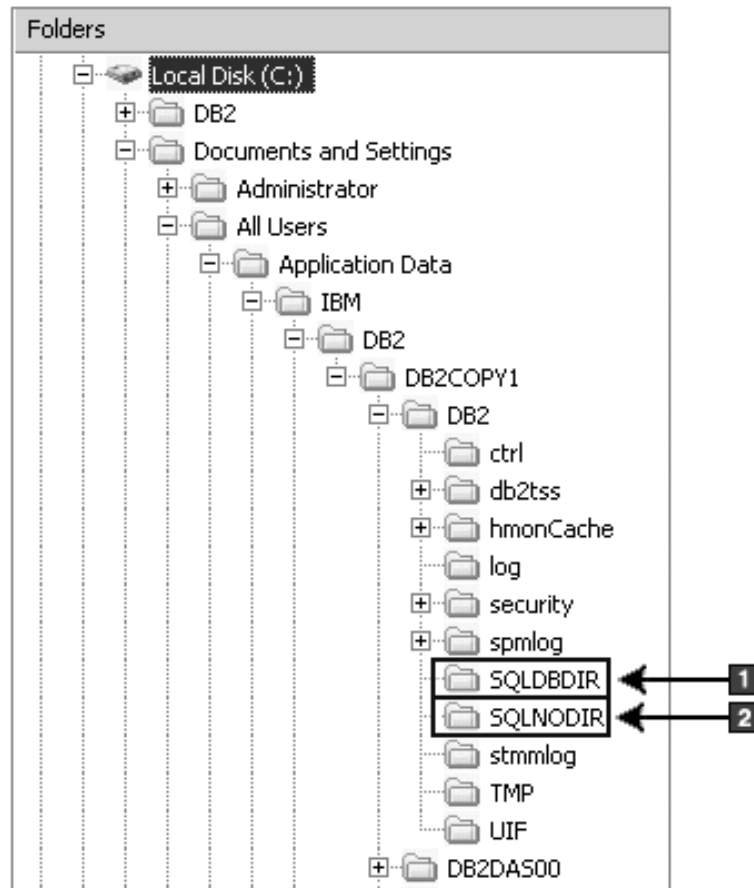 Folders
Local Disk (C:)
DB2
Documents and Settings
Administrator
All Users
Application Data
IBM
DB2
DB2COPY1
DB2
ctrl
db2tss
hmonCache
log
security
spmlog
SQLDBDIR 1
SQLNODIR 2
stmmlog
TMP
UIF
DB2DAS00